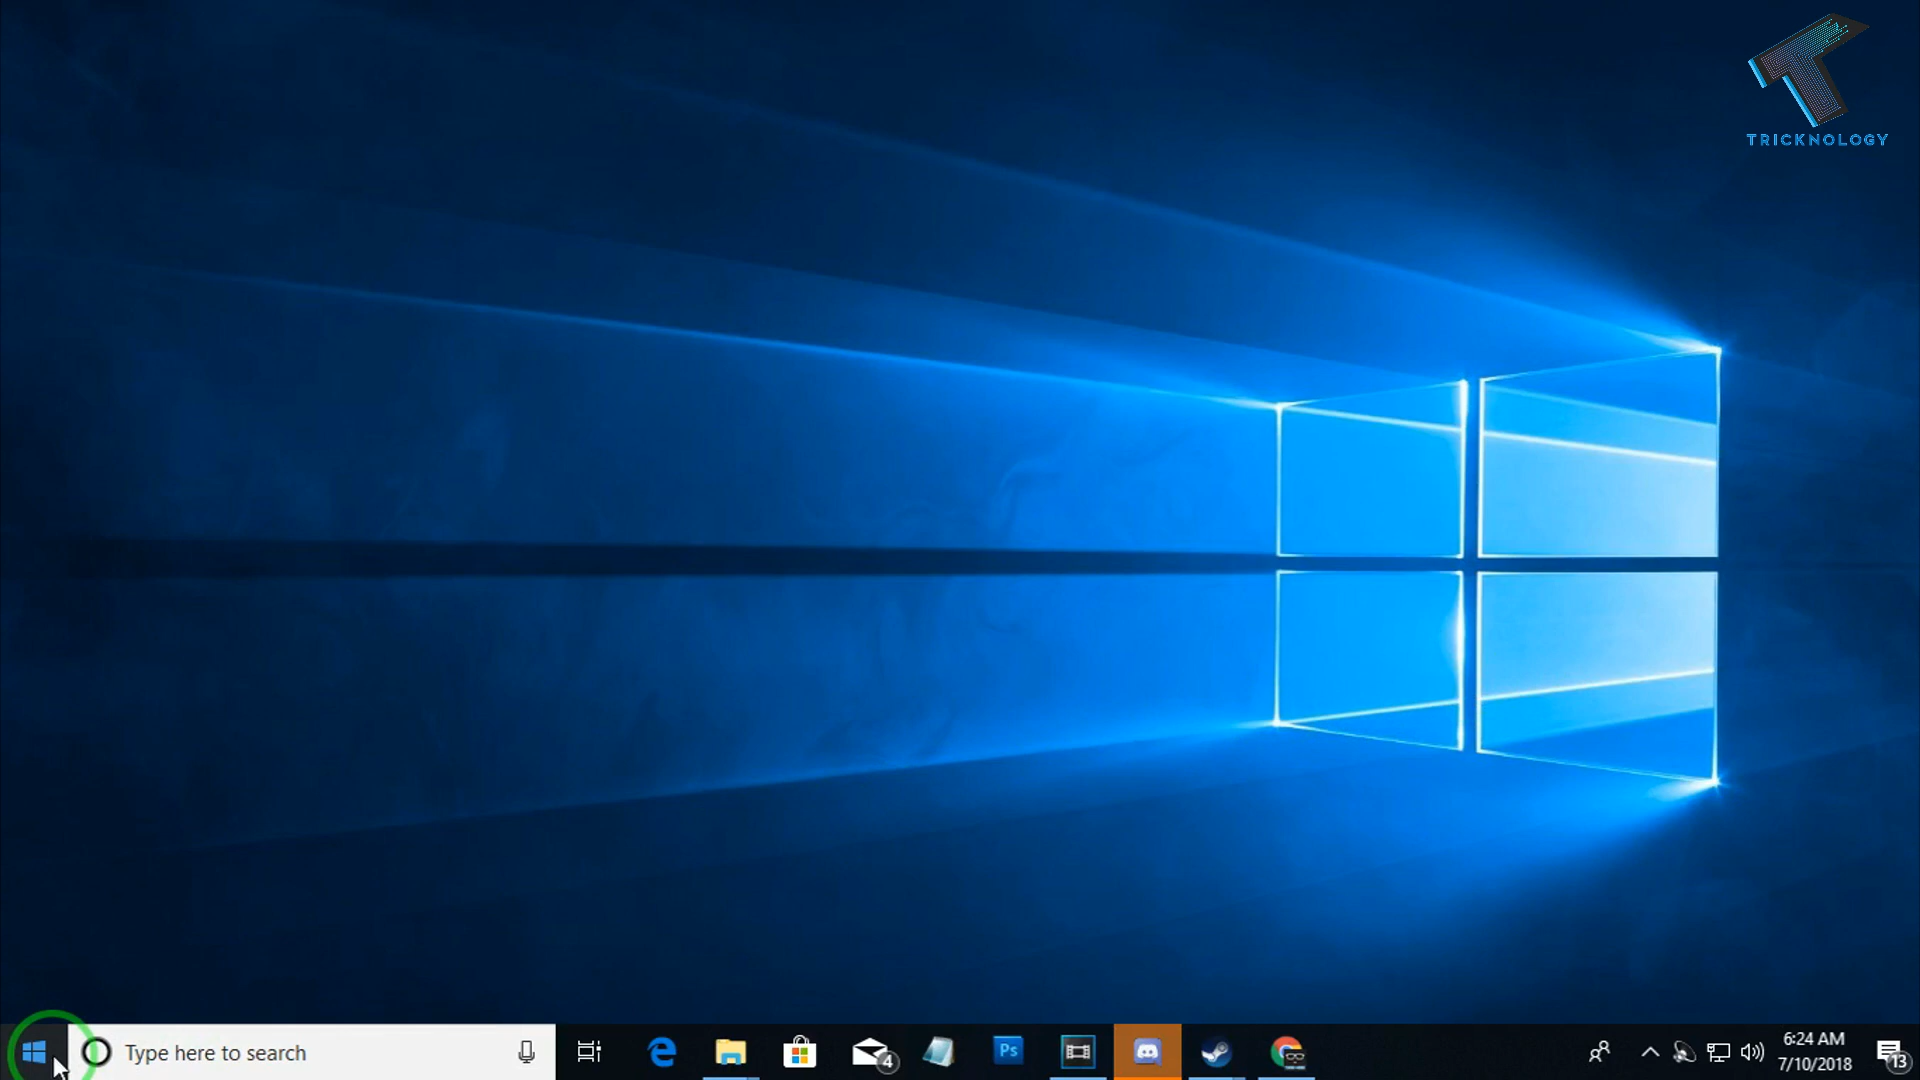 TRICKNOLOGY
Type here to search
4
Ps
6:24 AM
7/10/2018
13